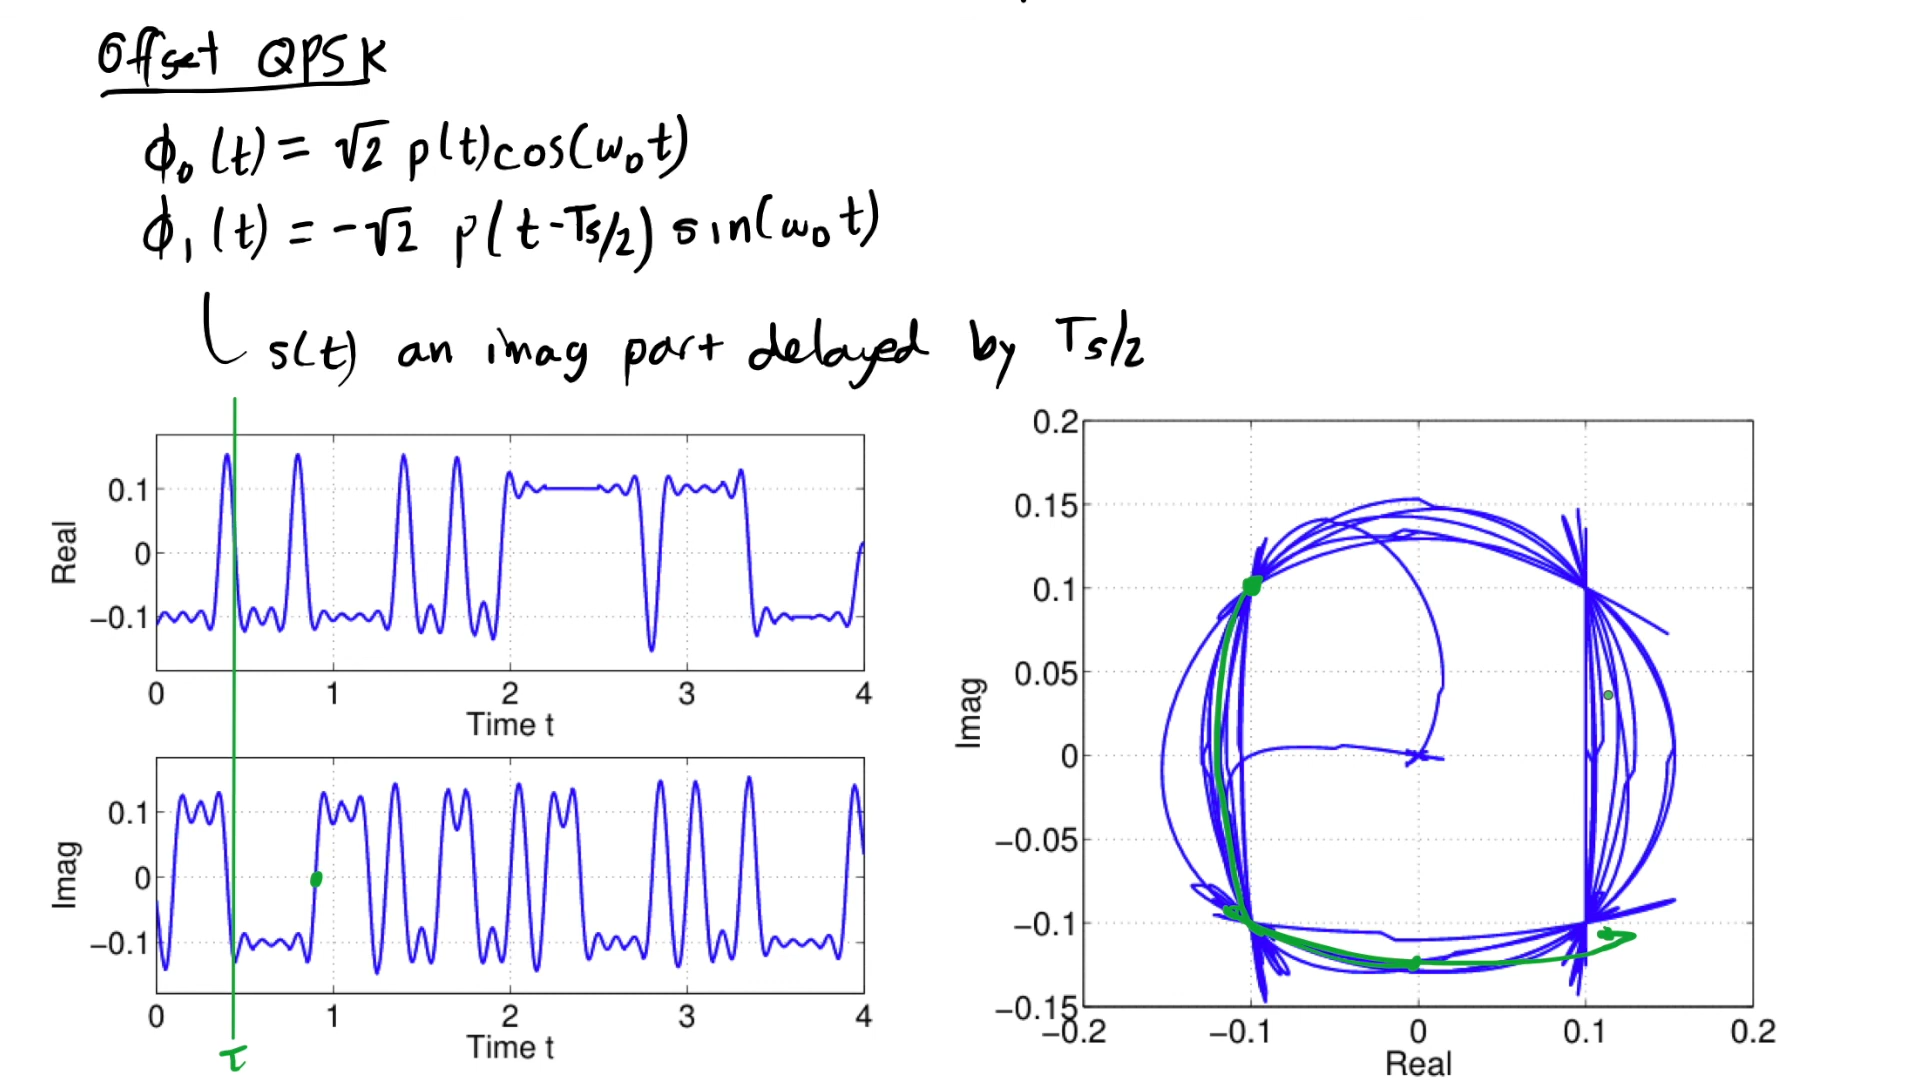 Offset QPSK
ϕ₀(t) = √2 p(t)cos(ω₀t)
ϕ₁(t) = -√2 p(t-Ts/2) sin(ω₀t)
s(t) an imag part delayed by Ts/2
Real
0.1
0
−0.1
0 1 2 3 4
Time t
Imag
0.1
0
−0.1
0 1 2 3 4
Time t
τ
Imag
0.2
0.15
0.1
0.05
0
−0.05
−0.1
−0.15
−0.2 −0.1 0 0.1 0.2
Real